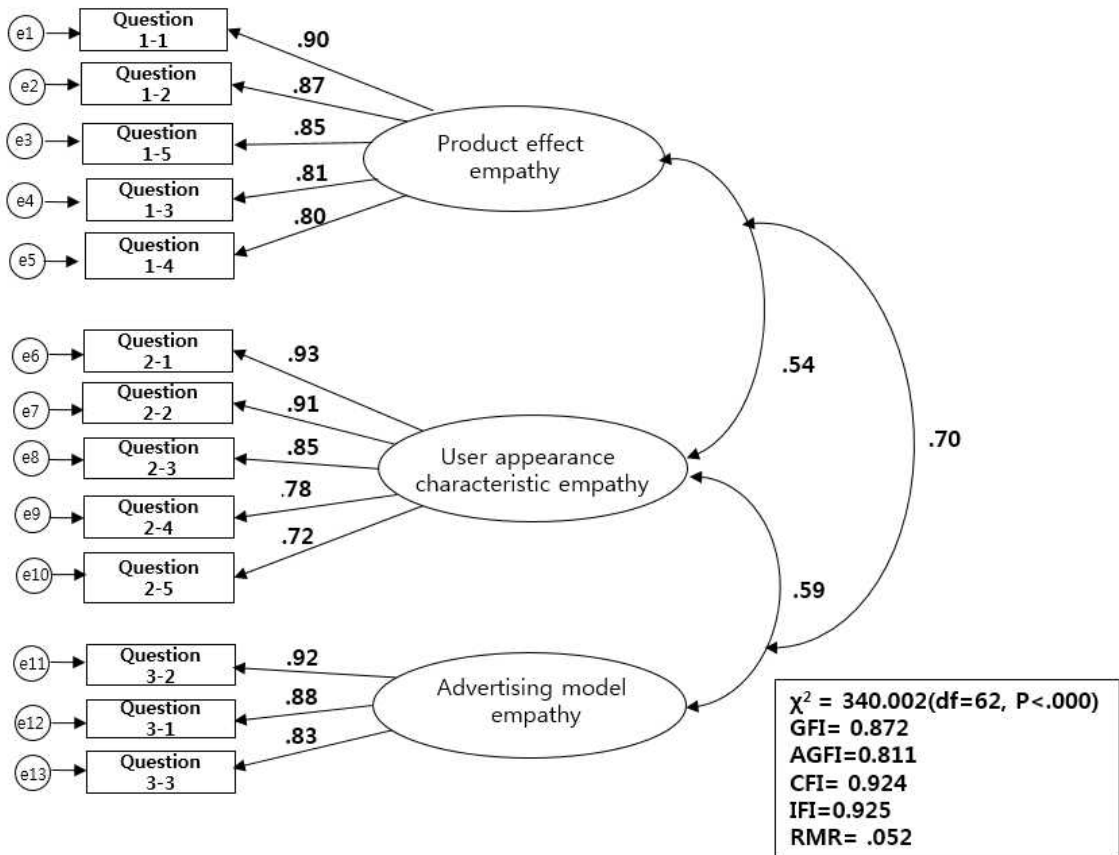 e1
Question
1-1
.90
e2
Question
1-2
.87
e3
Question
1-5
.85
e4
Question
1-3
.81
e5
Question
1-4
.80
Product effect
empathy
e6
Question
2-1
.93
e7
Question
2-2
.91
e8
Question
2-3
.85
e9
Question
2-4
.78
e10
Question
2-5
.72
User appearance
characteristic empathy
.54
.70
.59
e11
Question
3-2
.92
e12
Question
3-1
.88
e13
Question
3-3
.83
Advertising model
empathy
χ² = 340.002(df=62, P<.000)
GFI= 0.872
AGFI=0.811
CFI= 0.924
IFI=0.925
RMR= .052